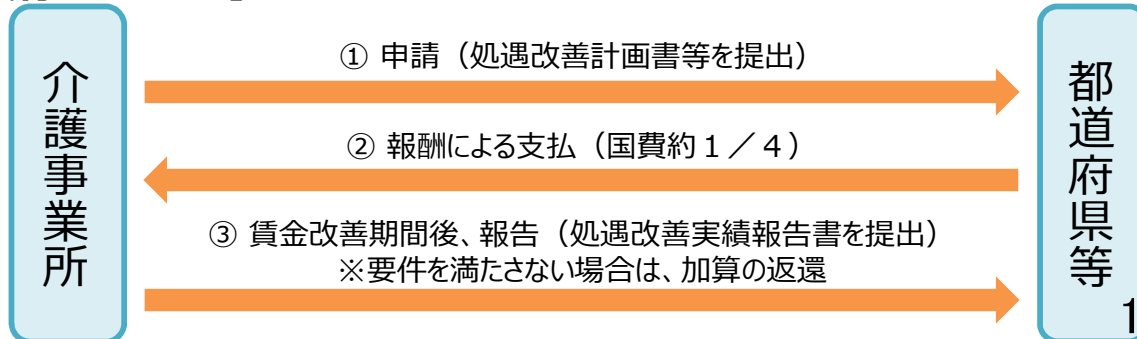 介護事業所
① 申請（処遇改善計画書等を提出）
② 報酬による支払（国費約１／４）
③ 賃金改善期間後、報告（処遇改善実績報告書を提出）
※要件を満たさない場合は、加算の返還
都道府県等
1